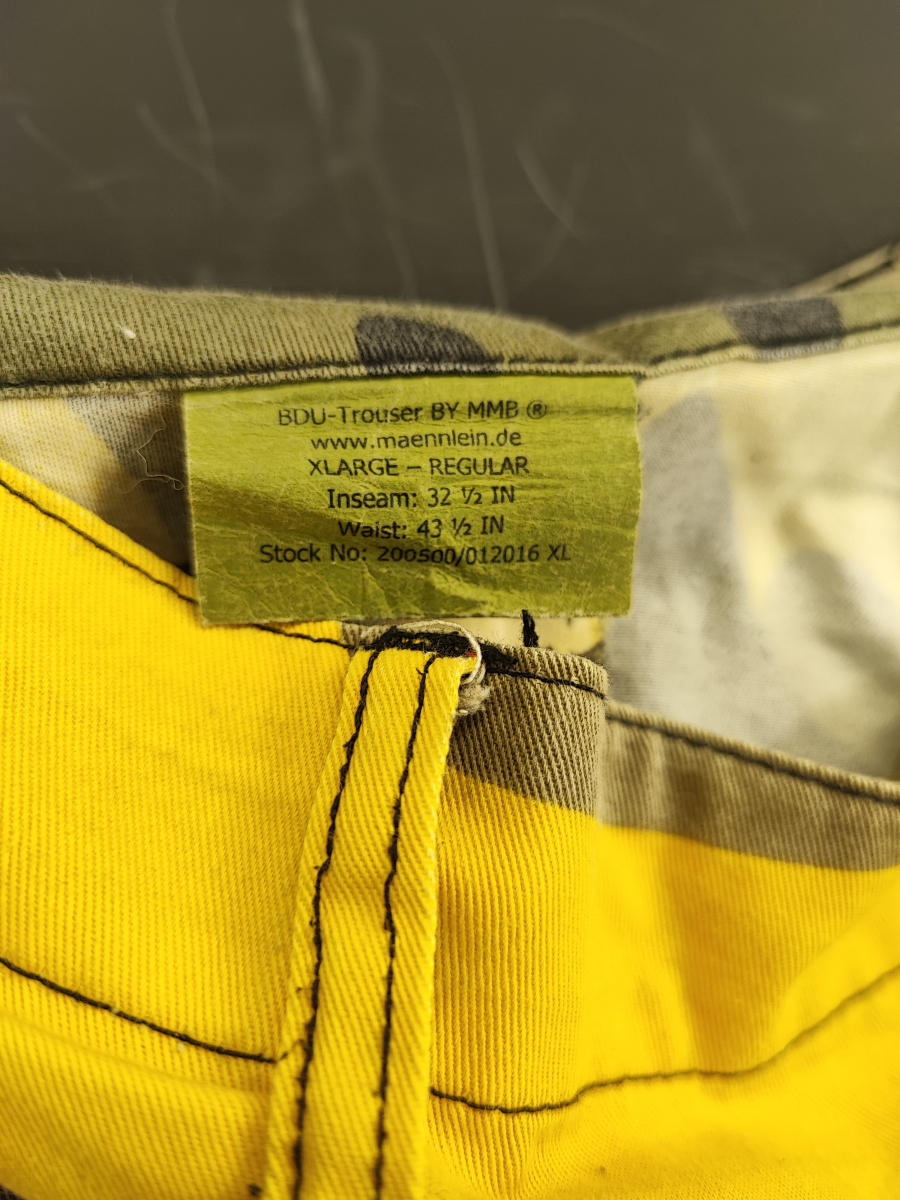 BDU-Trouser BY MMB ®
www.maennlein.de
XLARGE – REGULAR
Inseam: 32 ½ IN
Waist: 43 ½ IN
Stock No: 200500/012016 XL